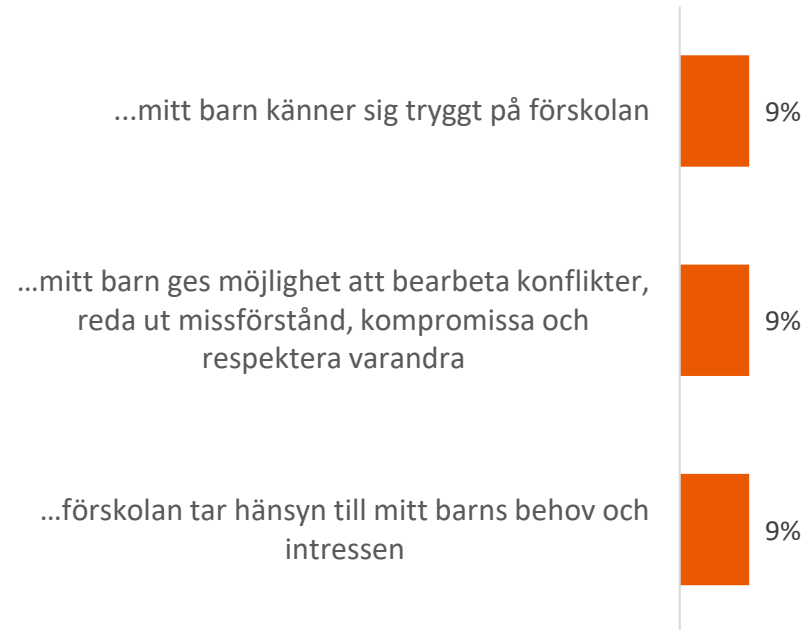 ...mitt barn känner sig tryggt på förskolan
9%
...mitt barn ges möjlighet att bearbeta konflikter,
reda ut missförstånd, kompromissa och
respektera varandra
9%
...förskolan tar hänsyn till mitt barns behov och
intressen
9%